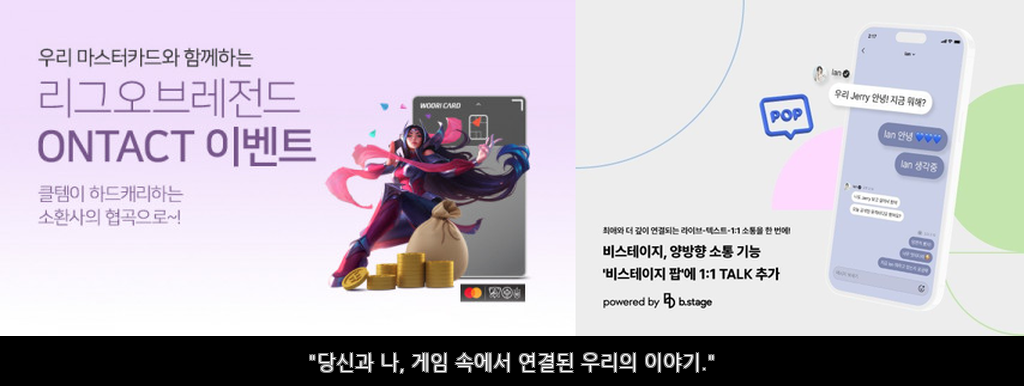 우리 마스터카드와 함께하는
리그오브레전드
ONTACT 이벤트
클템이 하드캐리하는
소환사의 협곡으로~!
WOORI CARD
최애와 더 깊이 연결되는 라이브-텍스트-1:1 소통을 한 번에!
비스테이지, 양방향 소통 기능
'비스테이지 팝'에 1:1 TALK 추가
powered by b.stage
POP
2:17
Ian
Ian
우리 Jerry 안녕! 지금 뭐해?
Ian 안녕 💙💙💙
Ian 생각중
"당신과 나, 게임 속에서 연결된 우리의 이야기."